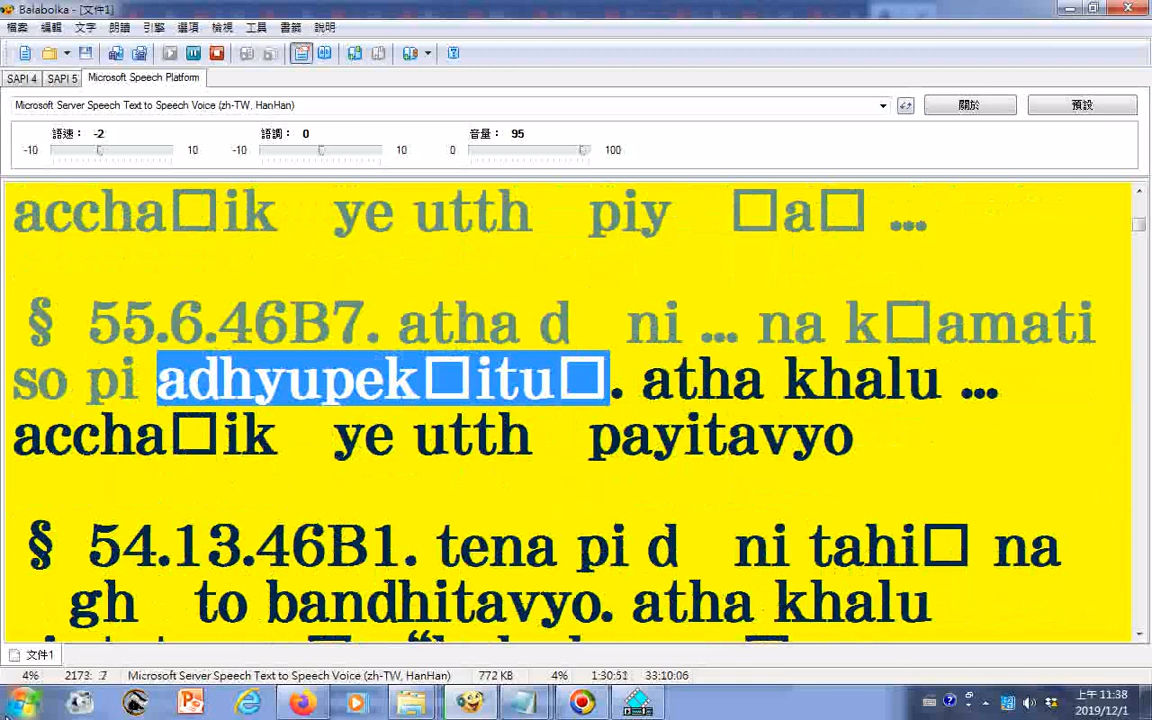 Balabolka - [文件1]
檔案 編輯 文字 朗讀 引擎 選項 檢視 工具 書籤 說明
SAPI 4 SAPI 5 Microsoft Speech Platform
Microsoft Server Speech Text to Speech Voice (zh-TW, HanHan) 關於 預設
語速： -2 語調： 0 音量： 95
-10 10 -10 10 0 100
accha□ik ye utth piy □a□ ...
§ 55.6.46B7. atha d ni ... na k□amati
so pi adhyupek□itu□. atha khalu ...
accha□ik ye utth payitavyo
§ 54.13.46B1. tena pi d ni tahi□ na
gh to bandhitavyo. atha khalu
文件1
4% 2173: Microsoft Server Speech Text to Speech Voice (zh-TW, HanHan) 772 KB 4% 1:30:51 33:10:06
上午 11:38
2019/12/1